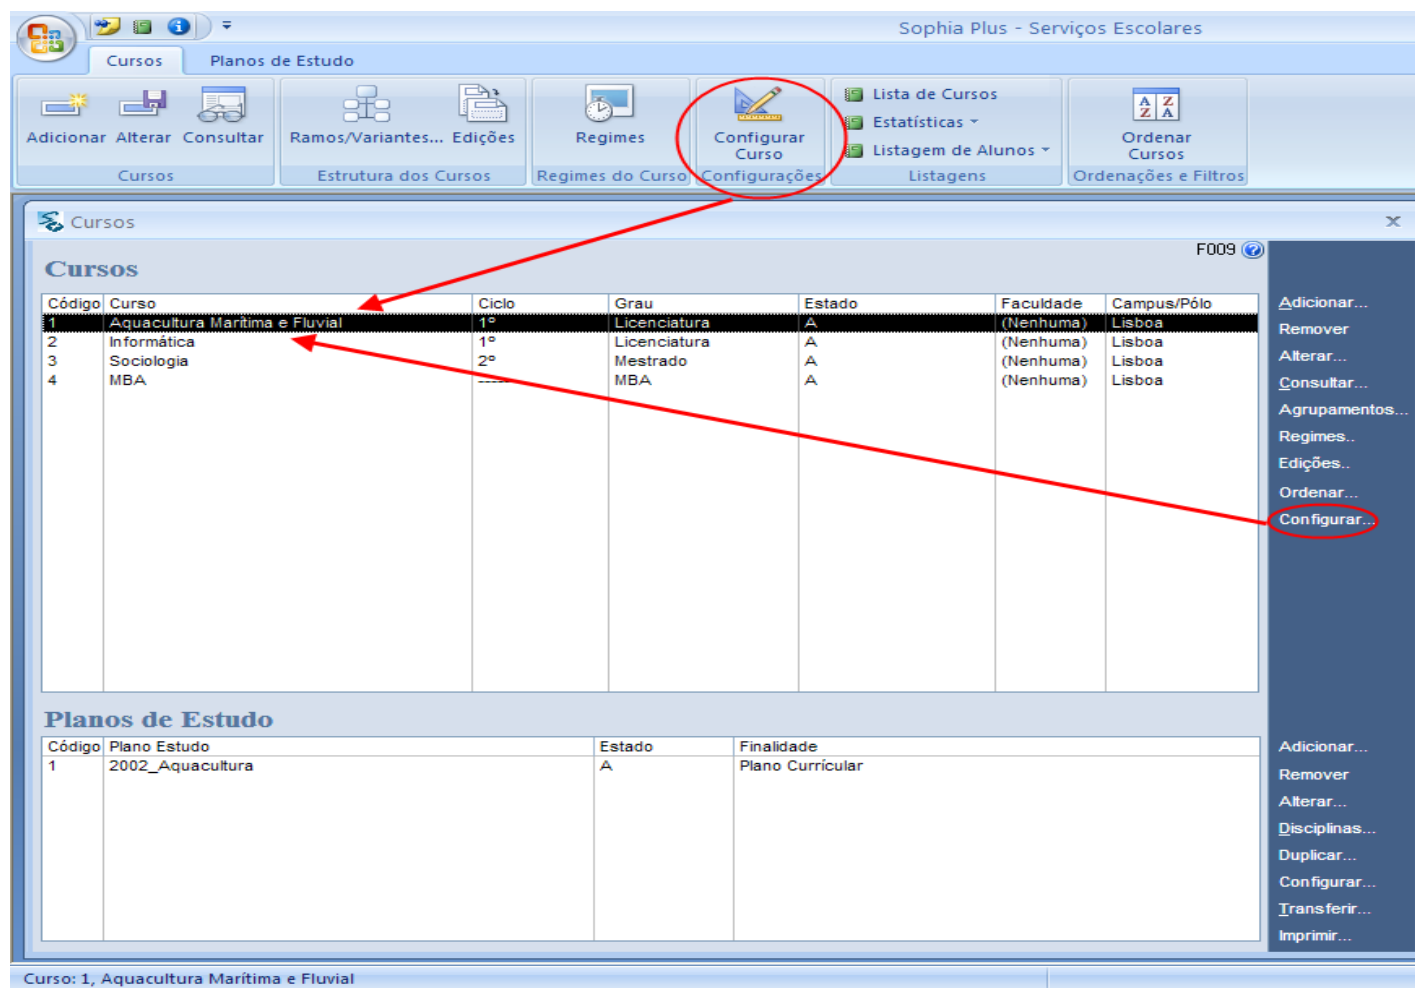 Sophia Plus - Serviços Escolares
Cursos Planos de Estudo
Adicionar Alterar Consultar Ramos/Variantes... Edições Regimes Configurar Curso Lista de Cursos Estatísticas Listagem de Alunos Ordenar Cursos
Cursos Estrutura dos Cursos Regimes do Curso Configurações Listagens Ordenações e Filtros
Cursos
F009
Cursos
Código Curso Ciclo Grau Estado Faculdade Campus/Pólo
1 Aquacultura Marítima e Fluvial 1º Licenciatura A (Nenhuma) Lisboa
2 Informática 1º Licenciatura A (Nenhuma) Lisboa
3 Sociologia 2º Mestrado A (Nenhuma) Lisboa
4 MBA ----- MBA A (Nenhuma) Lisboa
Adicionar...
Remover
Alterar...
Consultar...
Agrupamentos...
Regimes..
Edições..
Ordenar...
Configurar...
Planos de Estudo
Código Plano Estudo Estado Finalidade
1 2002_Aquacultura A Plano Currícular
Adicionar...
Remover
Alterar...
Disciplinas...
Duplicar...
Configurar...
Transferir...
Imprimir...
Curso: 1, Aquacultura Marítima e Fluvial